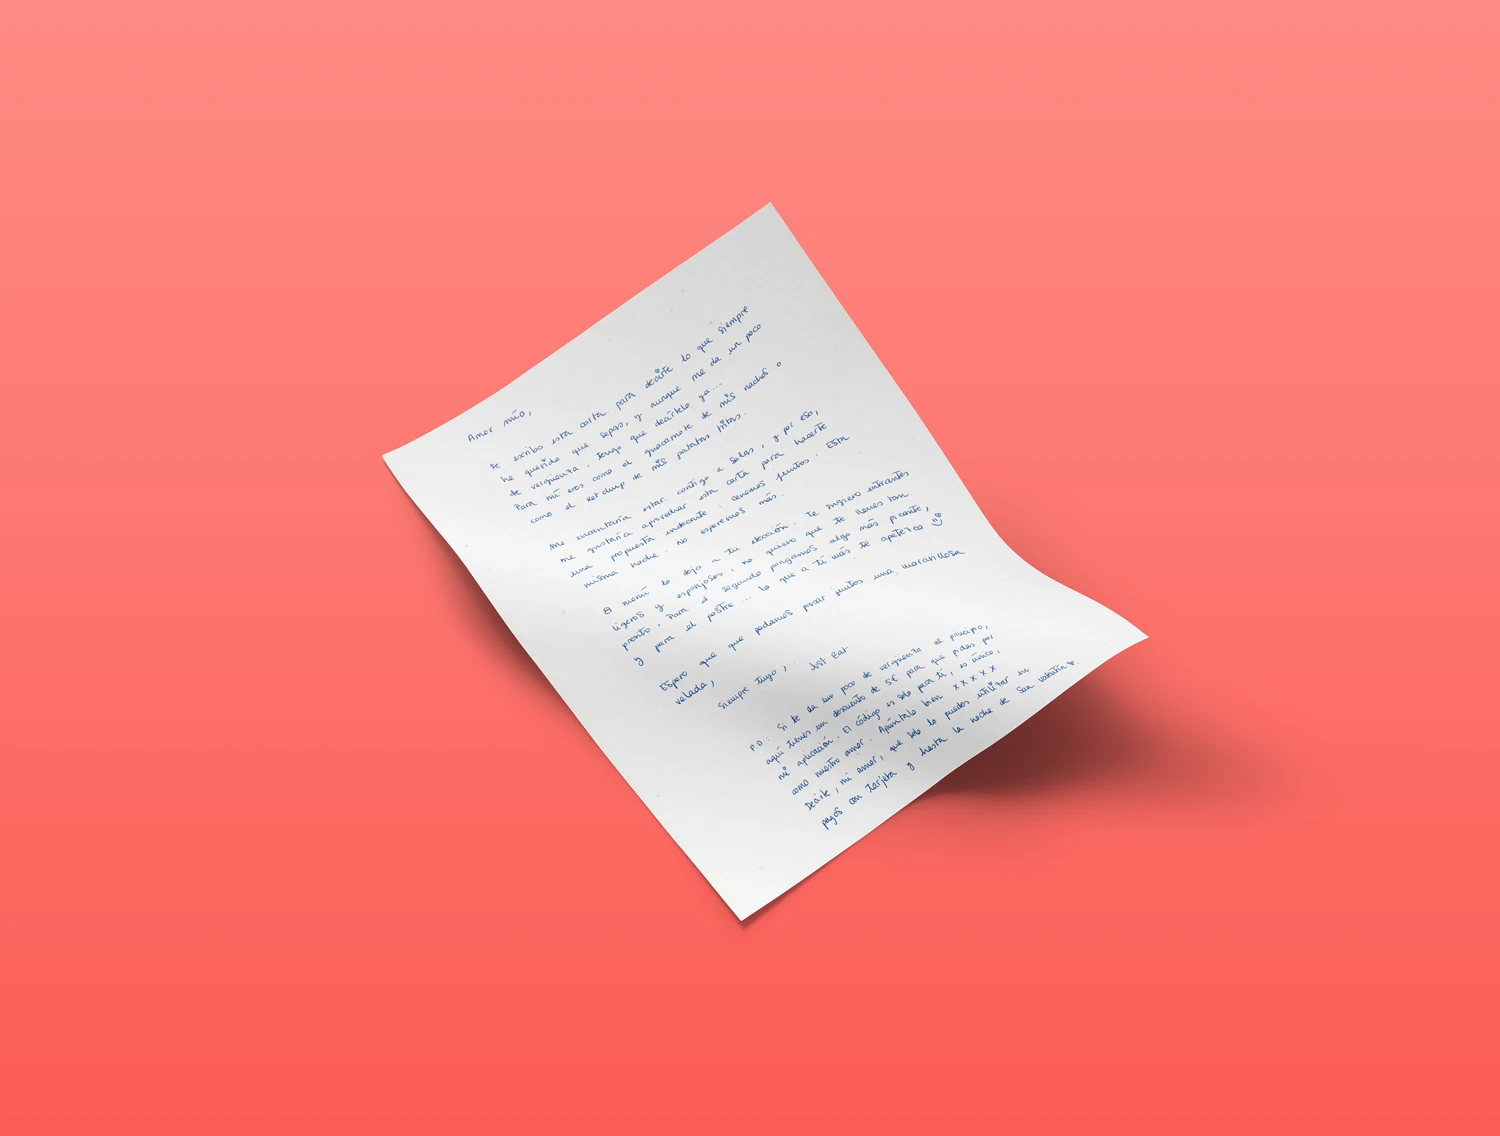 Amor mío,
te escribo esta carta para decirte lo que siempre
he querido que sepas, y aunque me da un poco
de vergüenza. Tengo que decírtelo ya...
Para mí eres como el guacamole de mis nachos o
como el ketchup de mis patatas fritas.
Me encantaría estar contigo a solas, y por eso,
me gustaría aprovechar esta carta para hacerte
una propuesta indecente: cenemos juntos. Esta
misma noche. No esperemos más.
El menú lo dejo a tu elección. Te sugiero entrantes
ligeros y esponjosos, no quiero que te llenes tan
pronto. Para el segundo pongamos algo más picante,
y para el postre... lo que a tí más te apetezca
Espero que que podamos pasar juntos una maravillosa
velada,
Siempre tuyo,
Just Eat
P.D.: Si te da un poco de vergüenza al principio,
aquí tienes un descuento de 5€ para que pidas por
mi aplicación. El código es solo para tí, es único,
como nuestro amor. Apúntalo bien XXXXX
Decirte, mi amor, que solo lo puedes utilizar en
pagos con tarjeta y hasta la noche de San Valentín